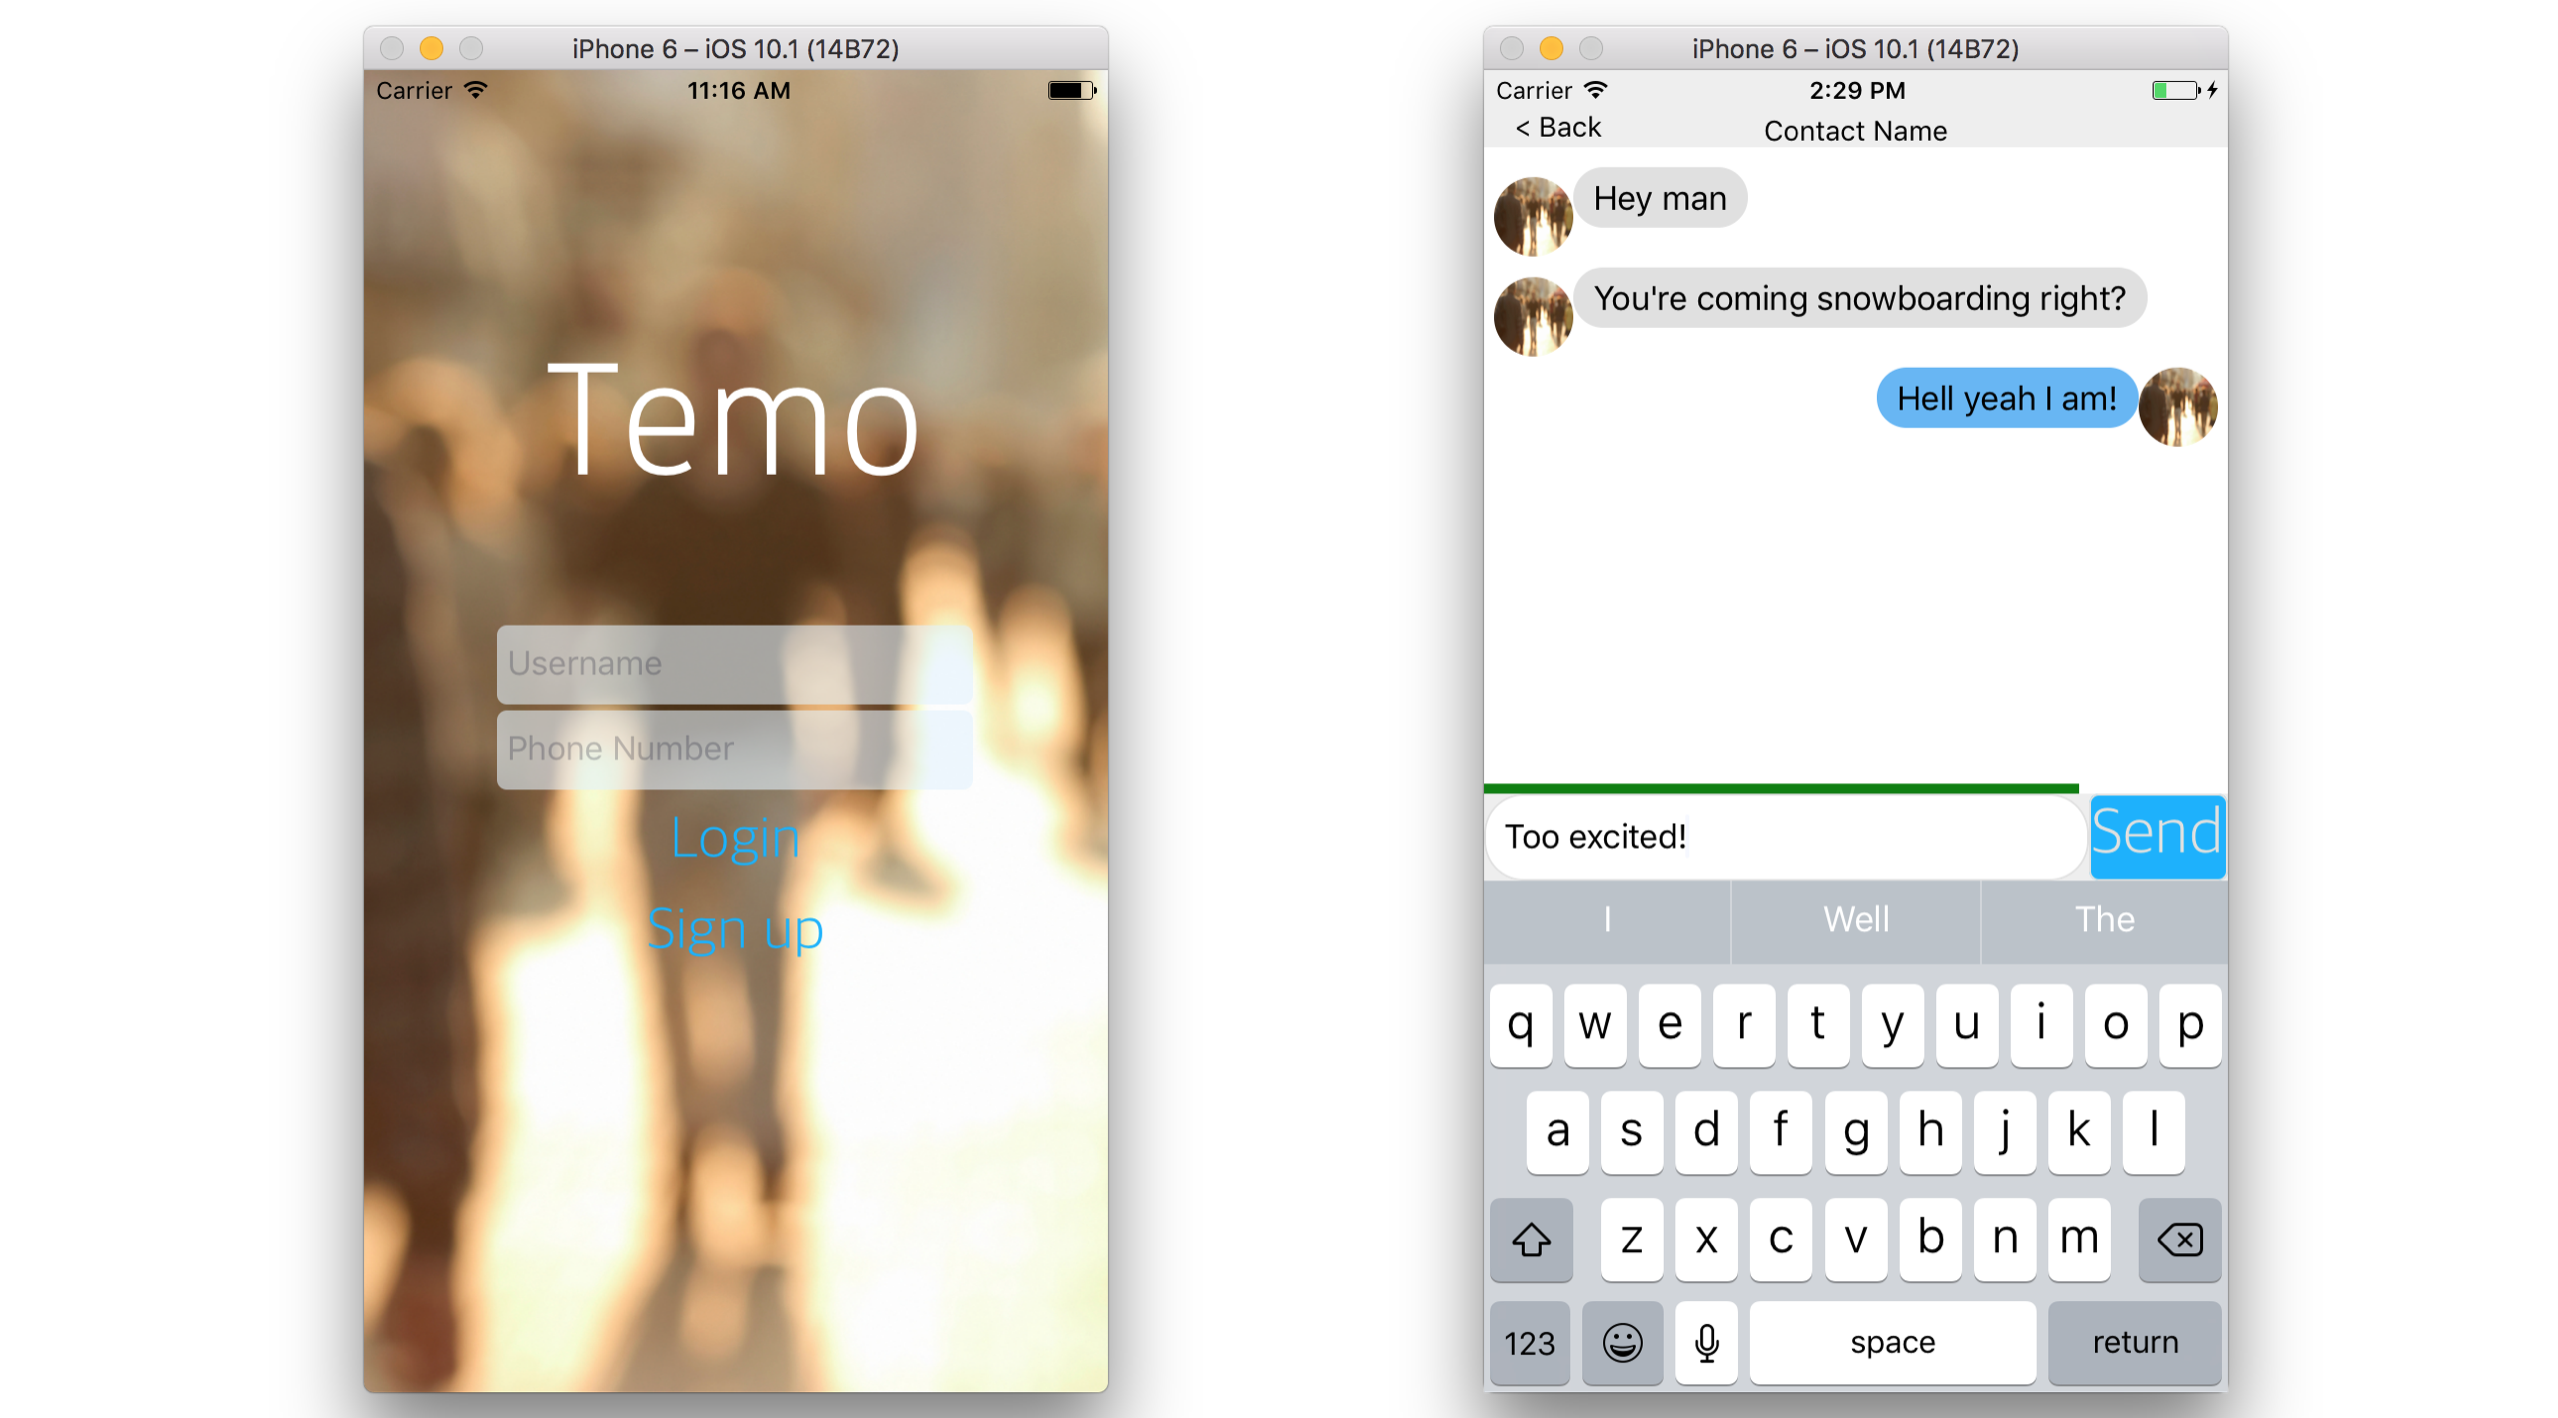 iPhone 6 – iOS 10.1 (14B72)
Carrier 11:16 AM
Temo
Username
Phone Number
Login
Sign up
iPhone 6 – iOS 10.1 (14B72)
Carrier 2:29 PM
< Back Contact Name
Hey man
You're coming snowboarding right?
Hell yeah I am!
Too excited! Send
I Well The
q w e r t y u i o p
a s d f g h j k l
z x c v b n m
123 space return